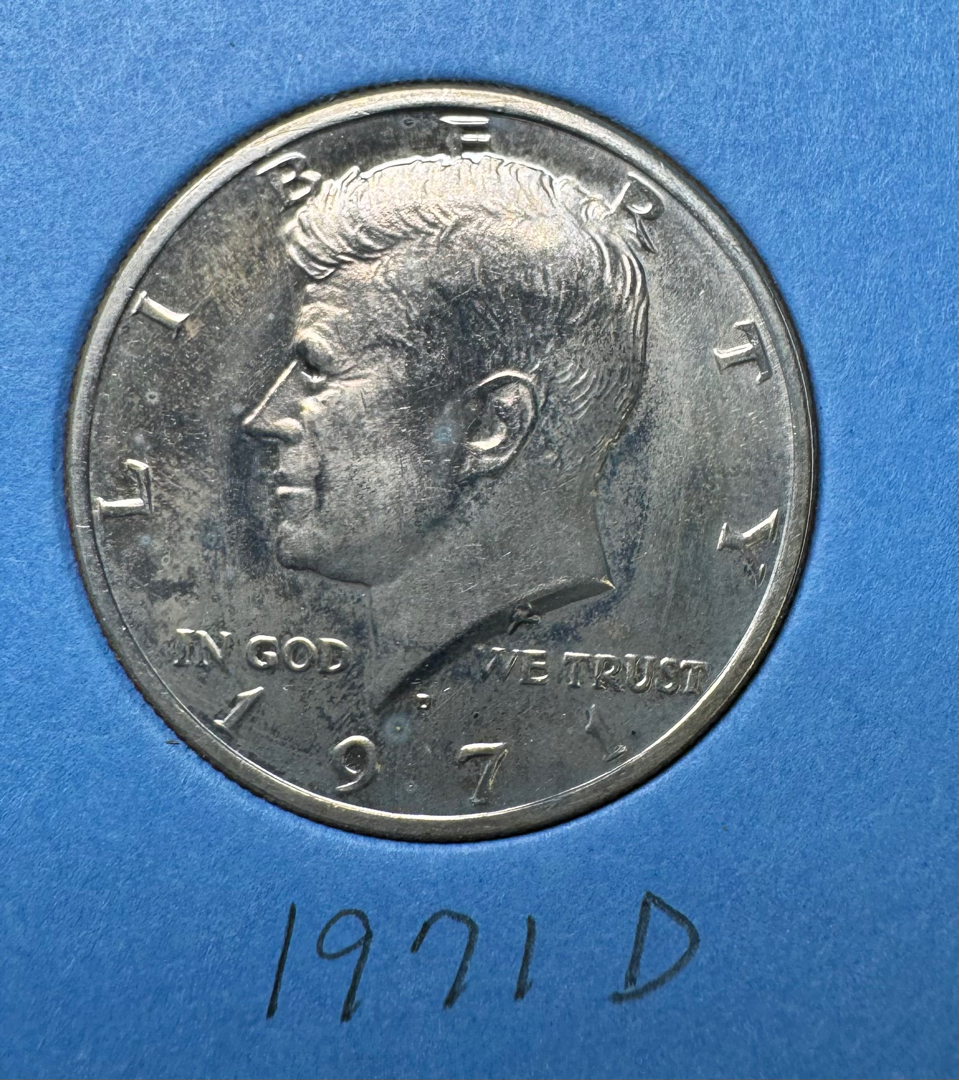 LIBERTY
IN GOD WE TRUST
D
1971
1971 D